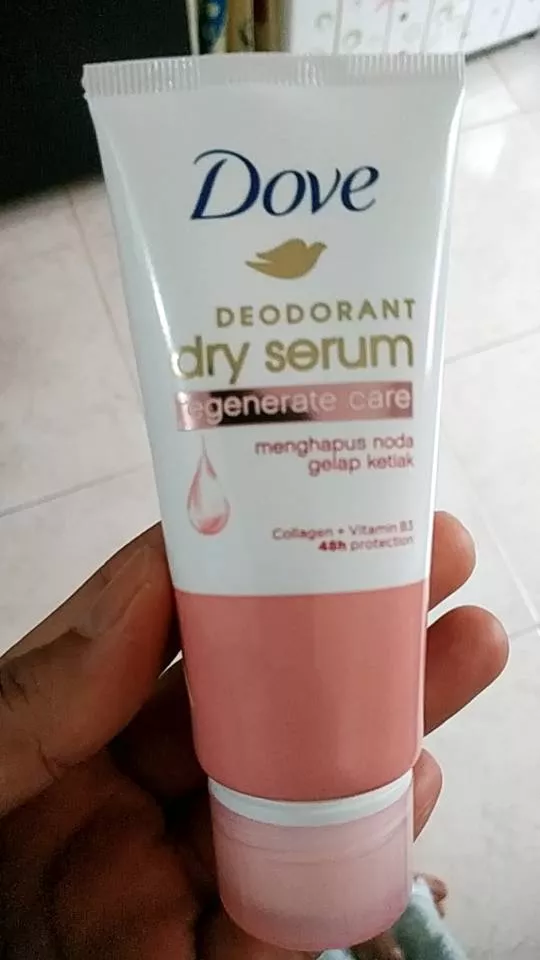 Dove
DEODORANT
dry serum
regenerate care
menghapus noda
gelap ketiak
Collagen + Vitamin B3
48h protection